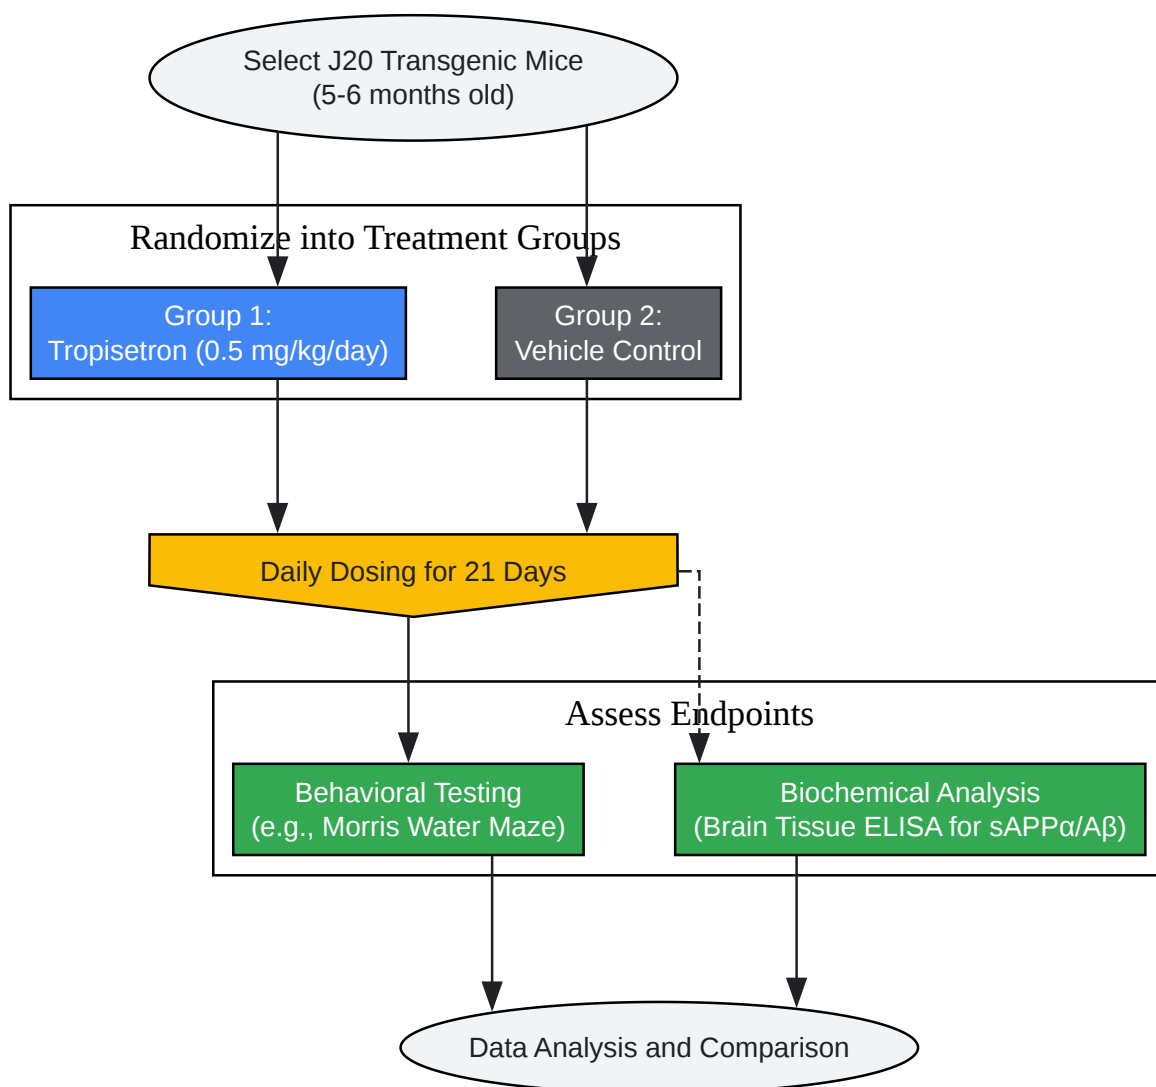 Select J20 Transgenic Mice
(5-6 months old)
Randomize into Treatment Groups
Group 1:
Tropisetron (0.5 mg/kg/day)
Group 2:
Vehicle Control
Daily Dosing for 21 Days
Assess Endpoints
Behavioral Testing
(e.g., Morris Water Maze)
Biochemical Analysis
(Brain Tissue ELISA for sAPPα/Aβ)
Data Analysis and Comparison